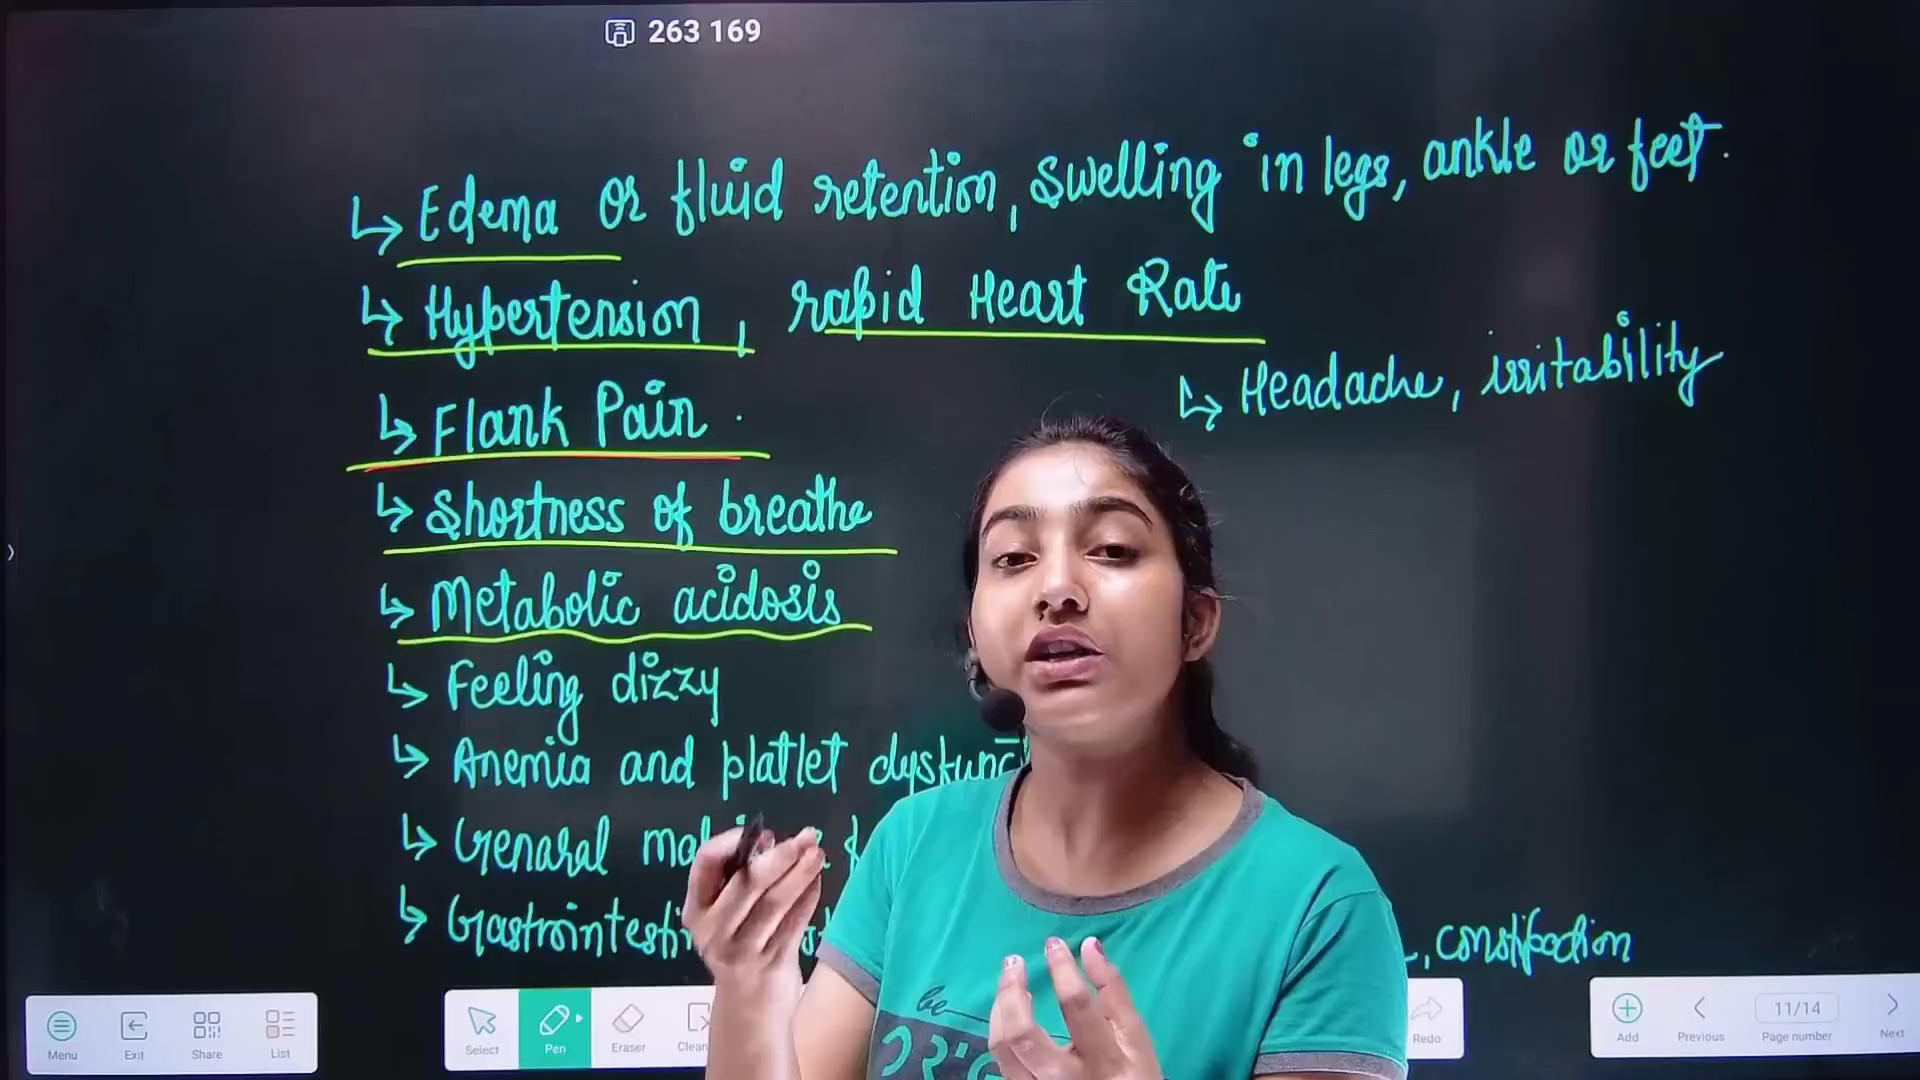 263 169
↳ Edema or fluid retention, swelling in legs, ankle or feet.
↳ Hypertension, rapid Heart Rate
↳ Headache, irritability
↳ Flank Pain.
↳ Shortness of breathe
↳ Metabolic acidosis
↳ Feeling dizzy
↳ Anemia and platlet
↳ Genaral
↳ , constipation
be
Menu Exit Share List Select Pen Eraser Redo Add Previous 11/14 Page number Next